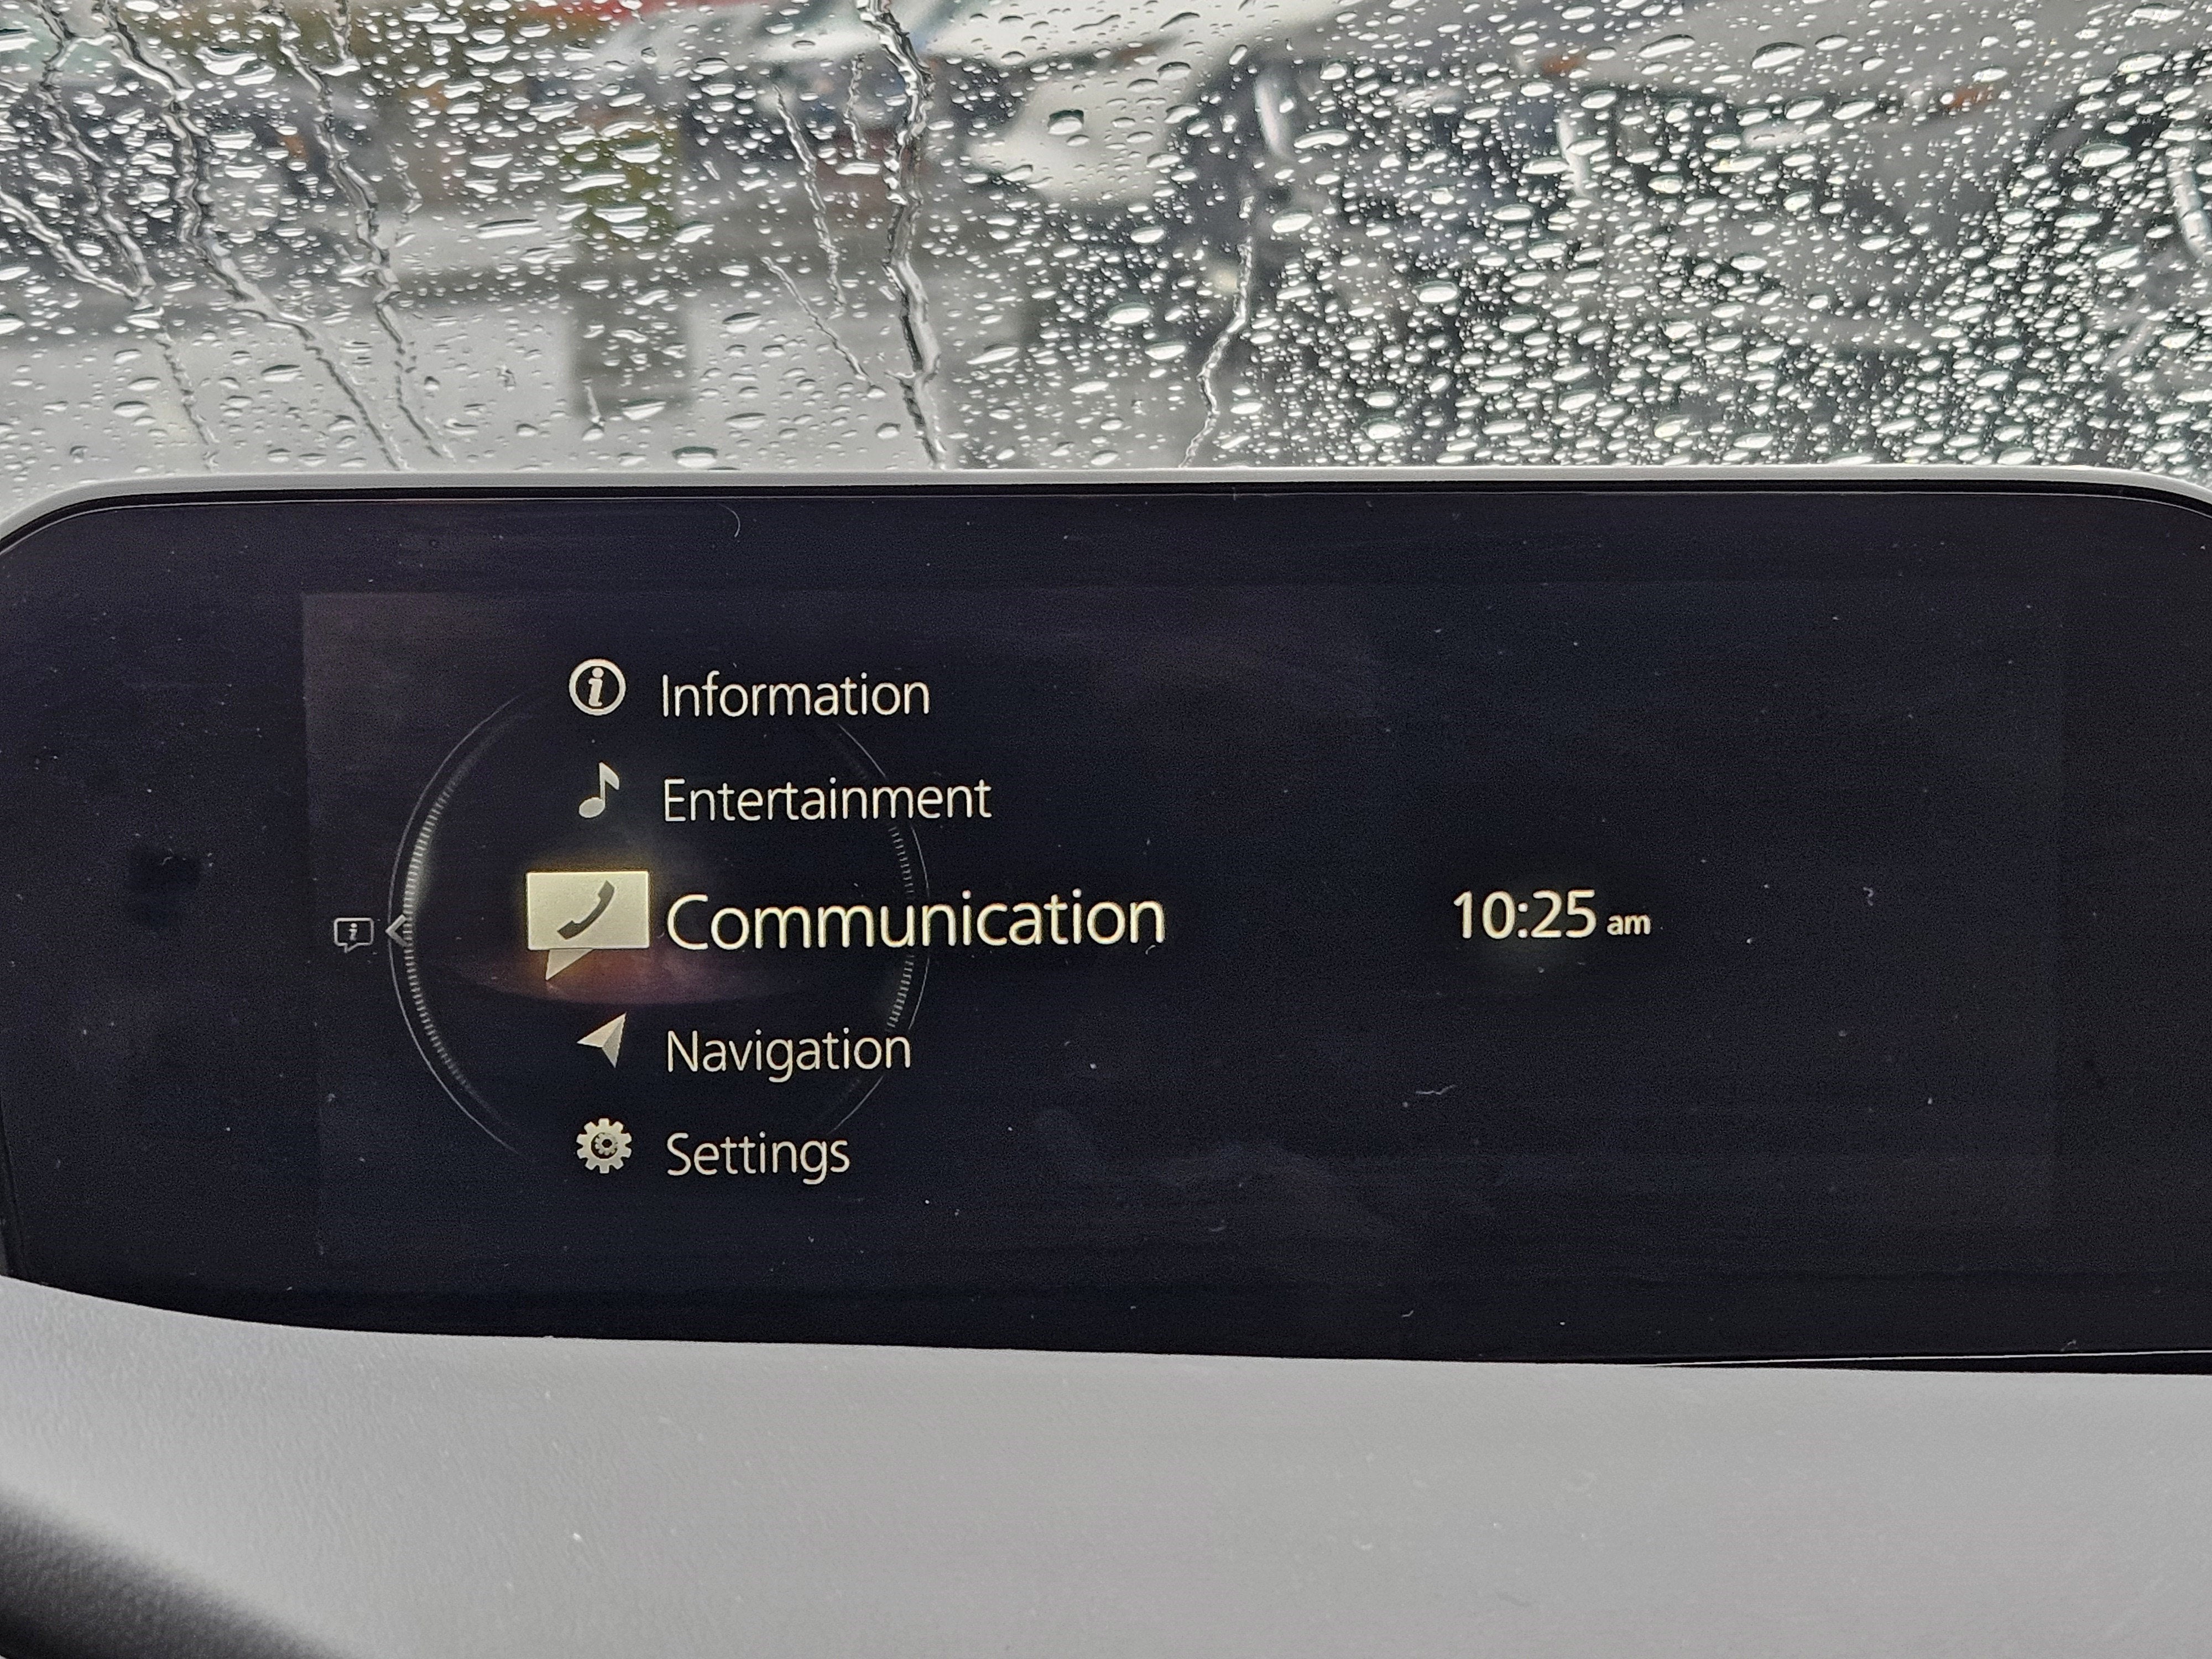 Information
Entertainment
Communication
10:25 am
Navigation
Settings